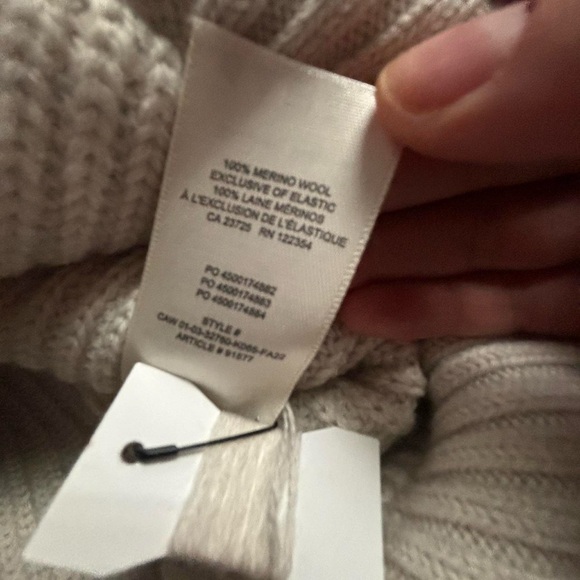 100% MERINO WOOL
EXCLUSIVE OF ELASTIC
100% LAINE MÉRINOS
À L'EXCLUSION DE L'ÉLASTIQUE
CA 23725 RN 122354
PO 4500174882
PO 4500174883
PO 4500174884
STYLE #
CAW 01-03-52760-KD66-FA22
ARTICLE # 91577